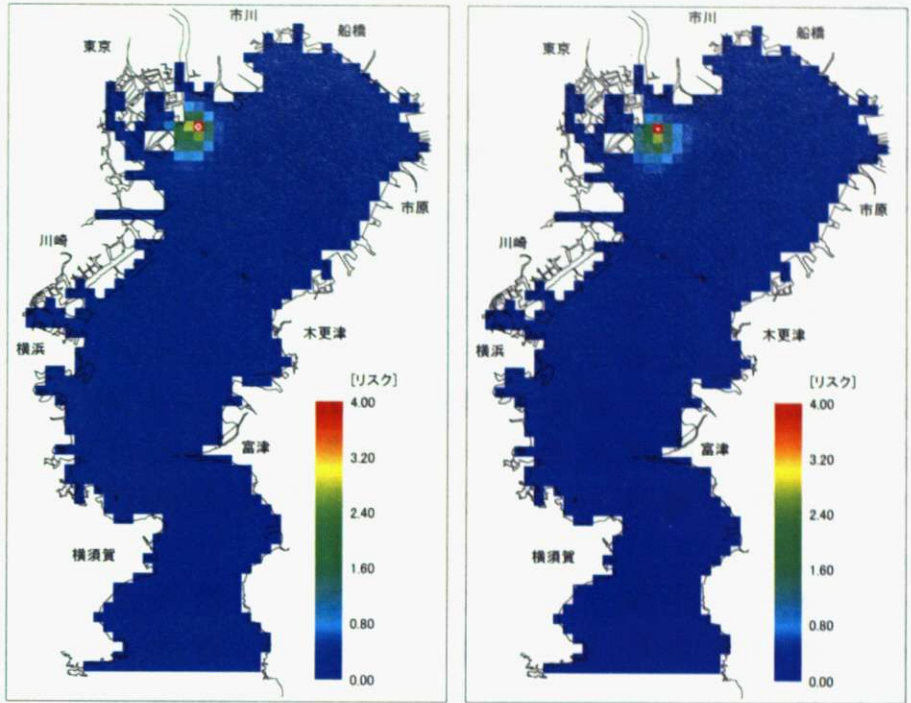 市川
船橋
東京
市原
川崎
木更津
横浜
[リスク]
4.00
富津
3.20
2.40
横須賀
1.60
0.80
0.00
市川
船橋
東京
市原
川崎
木更津
横浜
[リスク]
4.00
富津
3.20
2.40
横須賀
1.60
0.80
0.00